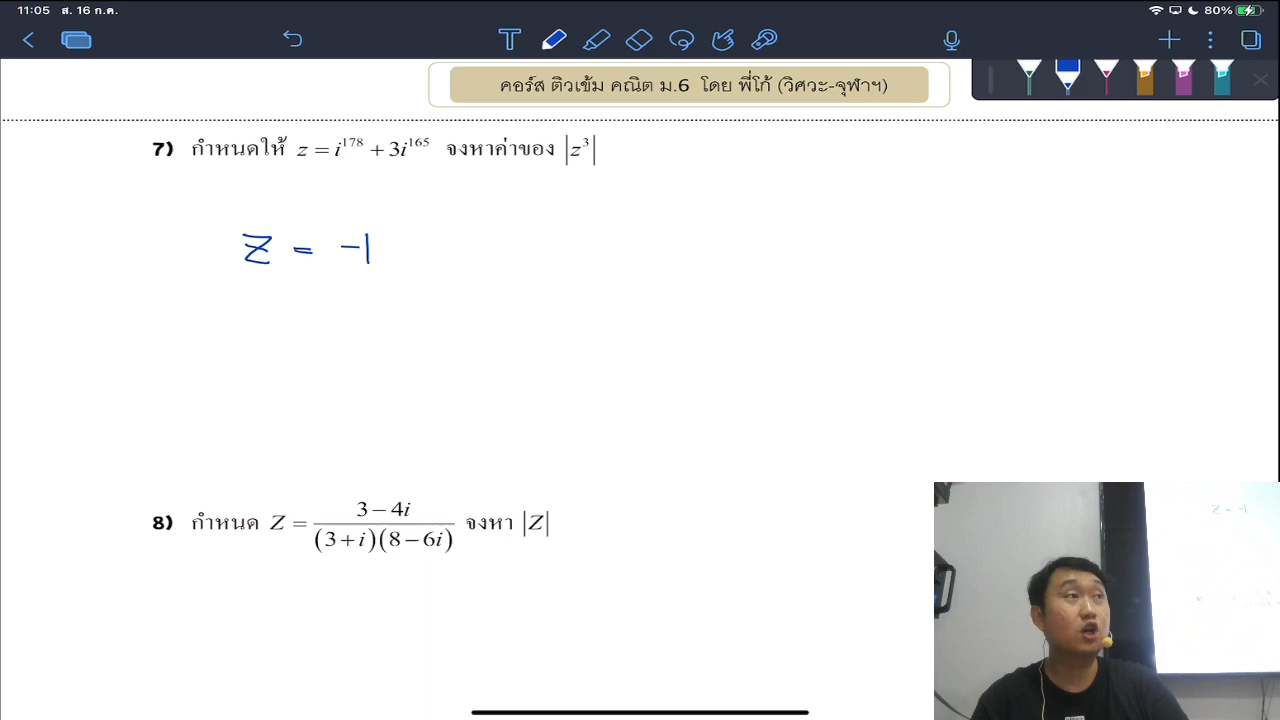 11:05 ส. 16 ก.ค. 80%
คอร์ส ติวเข้ม คณิต ม.6 โดย พี่โก้ (วิศวะ-จุฬาฯ)
7) กำหนดให้ z = i^178 + 3i^165 จงหาค่าของ |z^3|
Z = -1
8) กำหนด Z = (3-4i)/((3+i)(8-6i)) จงหา |Z|
Z = -1